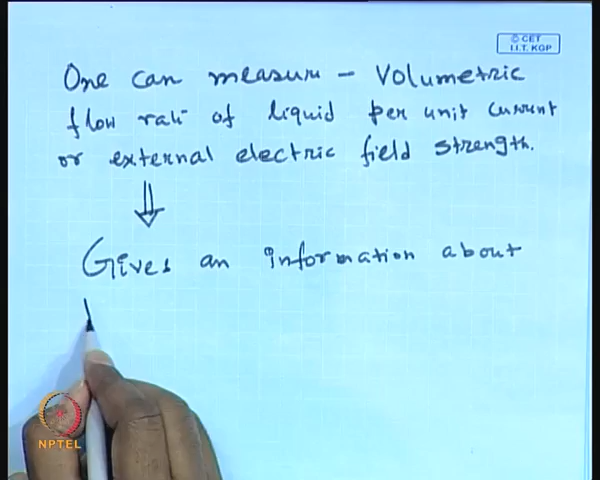 © CET
I.I.T. KGP
One can measure - Volumetric
flow rate of liquid per unit current
or external electric field strength.
Gives an information about
NPTEL